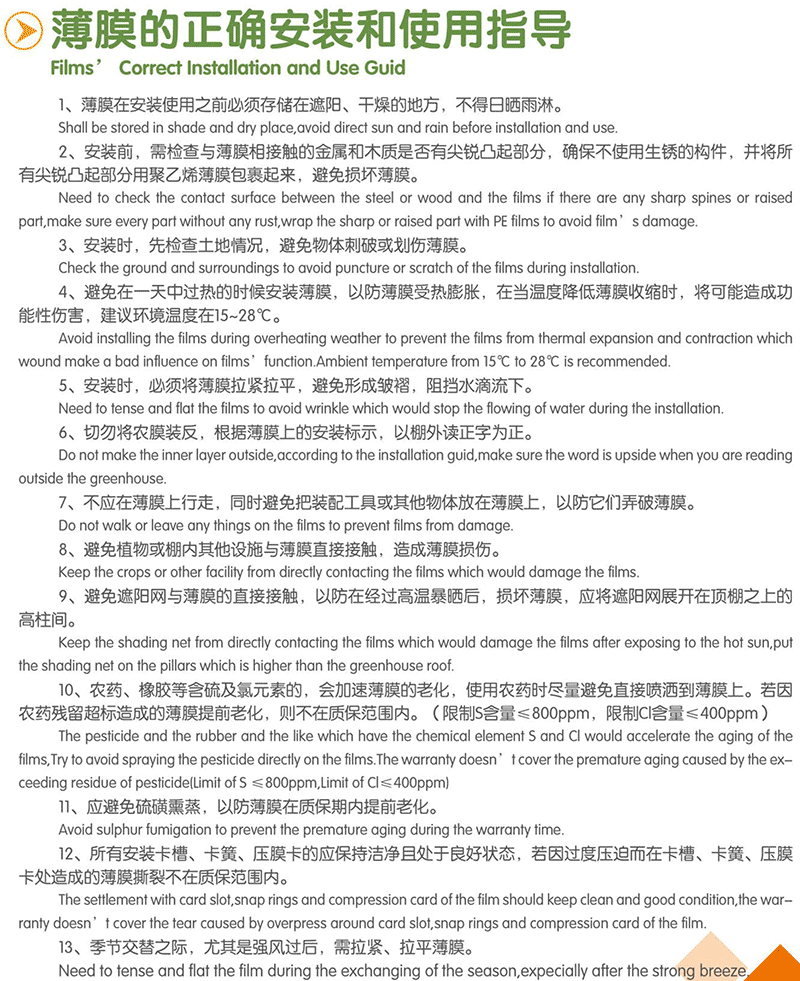 薄膜的正确安装和使用指导
Films’ Correct Installation and Use Guid
1、薄膜在安装使用之前必须存储在遮阳、干燥的地方，不得日晒雨淋。
Shall be stored in shade and dry place,avoid direct sun and rain before installation and use.
2、安装前，需检查与薄膜相接触的金属和木质是否有尖锐凸起部分，确保不使用生锈的构件，并将所
有尖锐凸起部分用聚乙烯薄膜包裹起来，避免损坏薄膜。
Need to check the contact surface between the steel or wood and the films if there are any sharp spines or raised
part,make sure every part without any rust,wrap the sharp or raised part with PE films to avoid film’s damage.
3、安装时，先检查土地情况，避免物体刺破或划伤薄膜。
Check the ground and surroundings to avoid puncture or scratch of the films during installation.
4、避免在一天中过热的时候安装薄膜，以防薄膜受热膨胀，在当温度降低薄膜收缩时，将可能造成功
能性伤害，建议环境温度在15~28℃。
Avoid installing the films during overheating weather to prevent the films from thermal expansion and contraction which
wound make a bad influence on films’function.Ambient temperature from 15℃ to 28℃ is recommended.
5、安装时，必须将薄膜拉紧拉平，避免形成皱褶，阻挡水滴流下。
Need to tense and flat the films to avoid wrinkle which would stop the flowing of water during the installation.
6、切勿将农膜装反，根据薄膜上的安装标示，以棚外读正字为正。
Do not make the inner layer outside,according to the installation guid,make sure the word is upside when you are reading
outside the greenhouse.
7、不应在薄膜上行走，同时避免把装配工具或其他物体放在薄膜上，以防它们弄破薄膜。
Do not walk or leave any things on the films to prevent films from damage.
8、避免植物或棚内其他设施与薄膜直接接触，造成薄膜损伤。
Keep the crops or other facility from directly contacting the films which would damage the films.
9、避免遮阳网与薄膜的直接接触，以防在经过高温暴晒后，损坏薄膜，应将遮阳网展开在顶棚之上的
高柱间。
Keep the shading net from directly contacting the films which would damage the films after exposing to the hot sun,put
the shading net on the pillars which is higher than the greenhouse roof.
10、农药、橡胶等含硫及氯元素的，会加速薄膜的老化，使用农药时尽量避免直接喷洒到薄膜上。若因
农药残留超标造成的薄膜提前老化，则不在质保范围内。（限制S含量≤800ppm，限制Cl含量≤400ppm）
The pesticide and the rubber and the like which have the chemical element S and Cl would accelerate the aging of the
films,Try to avoid spraying the pesticide directly on the films.The warranty doesn’t cover the premature aging caused by the ex-
ceeding residue of pesticide(Limit of S ≤800ppm,Limit of Cl≤400ppm)
11、应避免硫磺熏蒸，以防薄膜在质保期内提前老化。
Avoid sulphur fumigation to prevent the premature aging during the warranty time.
12、所有安装卡槽、卡簧、压膜卡的应保持洁净且处于良好状态，若因过度压迫而在卡槽、卡簧、压膜
卡处造成的薄膜撕裂不在质保范围内。
The settlement with card slot,snap rings and compression card of the film should keep clean and good condition,the war-
ranty doesn’t cover the tear caused by overpress around card slot,snap rings and compression card of the film.
13、季节交替之际，尤其是强风过后，需拉紧、拉平薄膜。
Need to tense and flat the film during the exchanging of the season,expecially after the strong breeze.